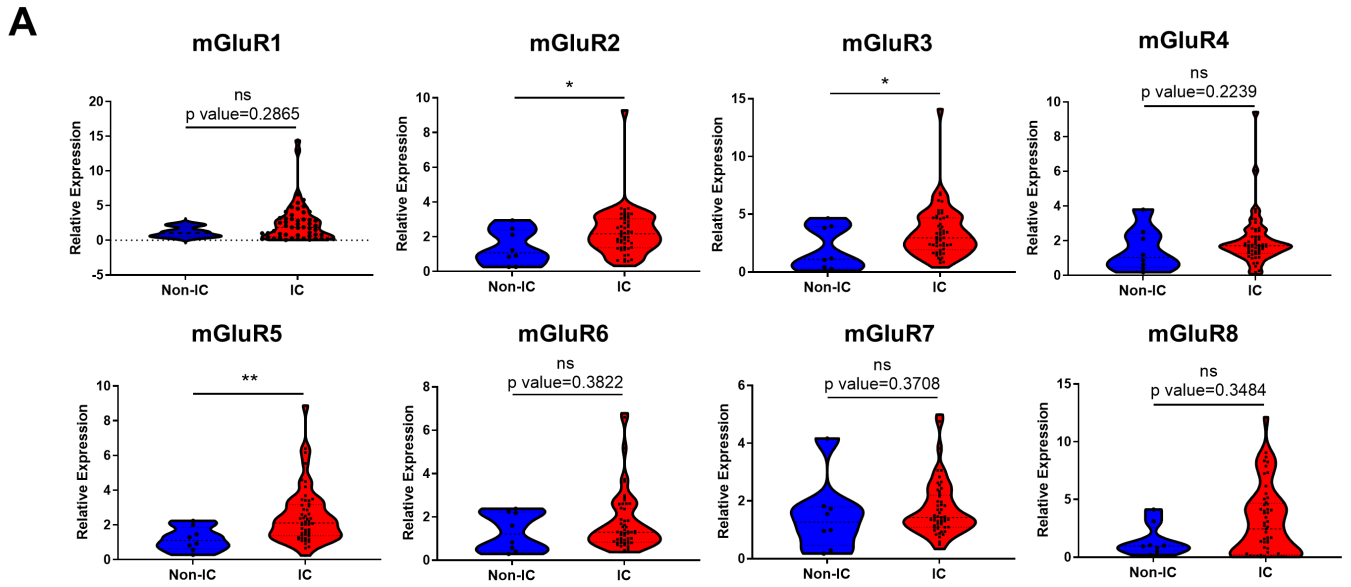 A
mGluR1
ns
p value=0.2865
Relative Expression
20
15
10
5
0
-5
Non-IC
IC
mGluR2
*
Relative Expression
10
8
6
4
2
0
Non-IC
IC
mGluR3
*
Relative Expression
15
10
5
0
Non-IC
IC
mGluR4
ns
p value=0.2239
Relative Expression
10
8
6
4
2
0
Non-IC
IC
mGluR5
**
Relative Expression
10
8
6
4
2
0
Non-IC
IC
mGluR6
ns
p value=0.3822
Relative Expression
8
6
4
2
0
Non-IC
IC
mGluR7
ns
p value=0.3708
Relative Expression
6
4
2
0
Non-IC
IC
mGluR8
ns
p value=0.3484
Relative Expression
15
10
5
0
Non-IC
IC